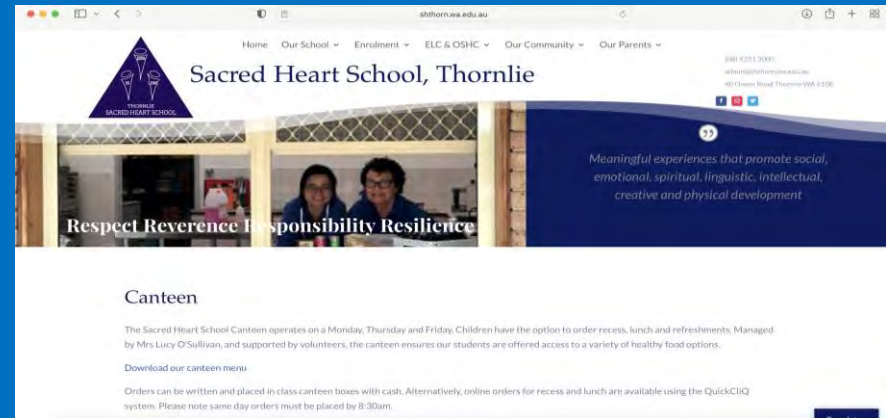 shthorn.wa.edu.au
Home Our School Enrolment ELC & OSHC Our Community Our Parents
Sacred Heart School, Thornlie
THORNLIE
SACRED HEART SCHOOL
Meaningful experiences that promote social,
emotional, spiritual, linguistic, intellectual,
creative and physical development
Respect Reverence Responsibility Resilience
Canteen
The Sacred Heart School Canteen operates on a Monday, Thursday and Friday. Children have the option to order recess, lunch and refreshments. Managed
by Mrs Lucy O'Sullivan, and supported by volunteers, the canteen ensures our students are offered access to a variety of healthy food options.
Download our canteen menu
Orders can be written and placed in class canteen boxes with cash. Alternatively, online orders for recess and lunch are available using the QuickCliQ
system. Please note same day orders must be placed by 8:30am.